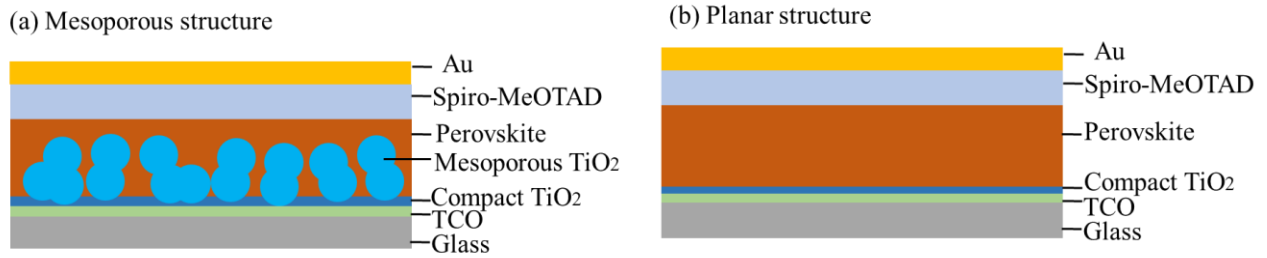 (a) Mesoporous structure
Au
Spiro-MeOTAD
Perovskite
Mesoporous TiO2
Compact TiO2
TCO
Glass
(b) Planar structure
Au
Spiro-MeOTAD
Perovskite
Compact TiO2
TCO
Glass